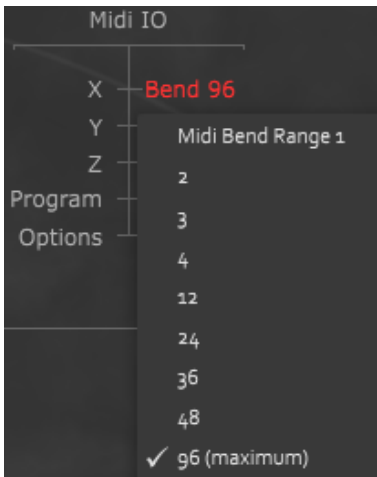 Midi IO
X Bend 96
Y
Z
Program
Options
Midi Bend Range 1
2
3
4
12
24
36
48
✓ 96 (maximum)